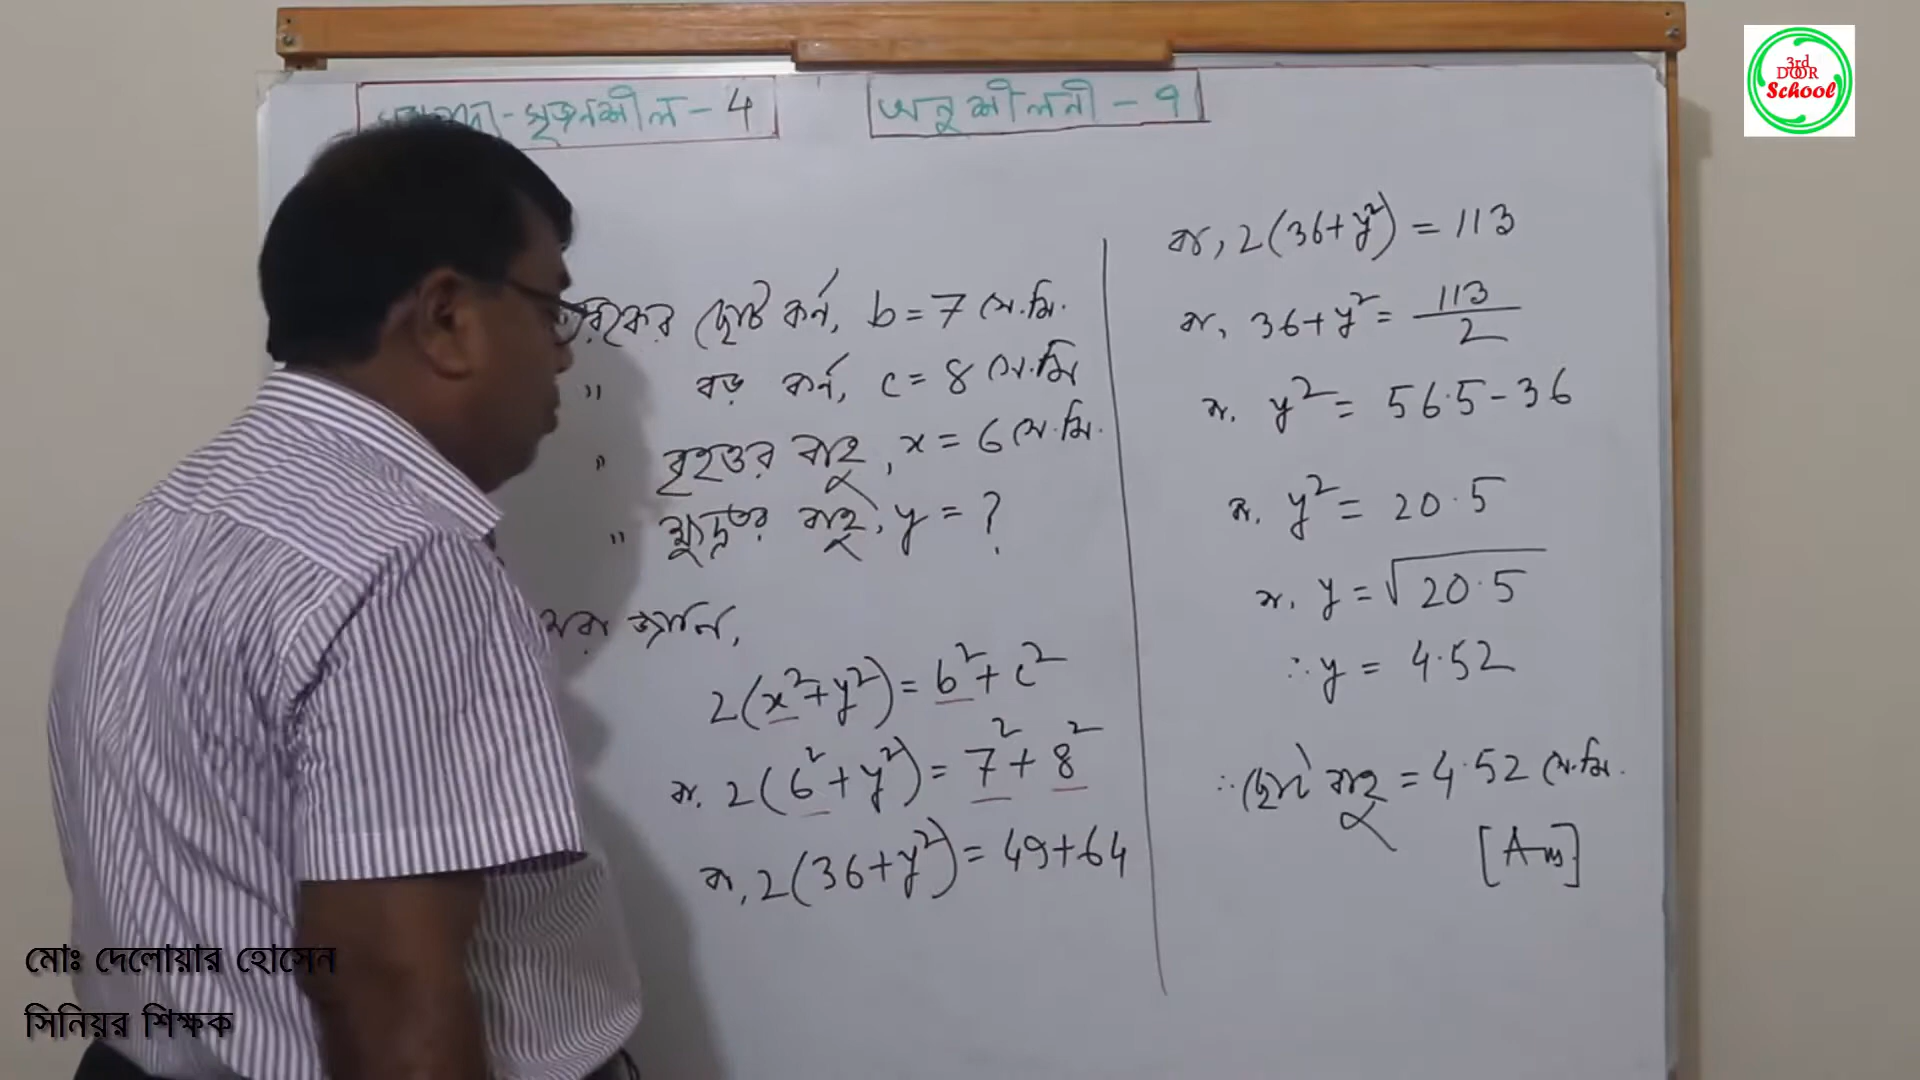 সৃজনশীল - 4
অনুশীলনী - ৭
ছোট কর্ন, b = 7 সে.মি.
" বড় কর্ন, c = 8 সে.মি
" বৃহত্তর বাহু, x = 6 সে.মি.
" ক্ষুদ্রতর বাহু, y = ?
জানি,
2(x²+y²) = b²+c²
বা. 2(6²+y²) = 7²+8²
বা, 2(36+y²) = 49+64
বা, 2(36+y²) = 113
বা, 36+y² = 113/2
বা. y² = 56.5-36
বা. y² = 20.5
বা. y = √20.5
∴ y = 4.52
∴ ছোট বাহু = 4.52 সে.মি.
[Ans]
3rd
DOOR
School
মোঃ দেলোয়ার হোসেন
সিনিয়র শিক্ষক